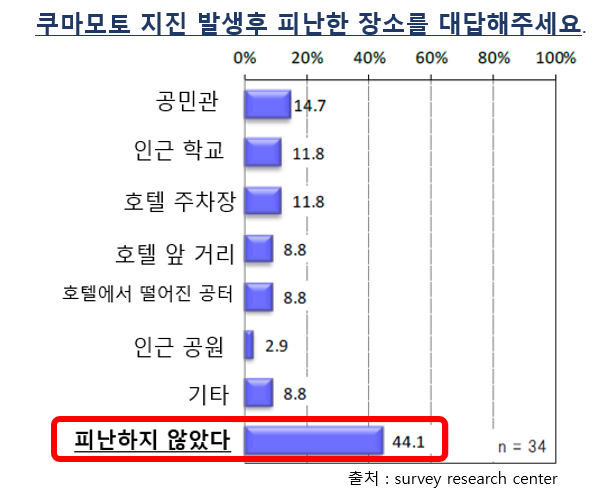 쿠마모토 지진 발생후 피난한 장소를 대답해주세요.
0% 20% 40% 60% 80% 100%
공민관 14.7
인근 학교 11.8
호텔 주차장 11.8
호텔 앞 거리 8.8
호텔에서 떨어진 공터 8.8
인근 공원 2.9
기타 8.8
피난하지 않았다 44.1
n = 34
출처 : survey research center